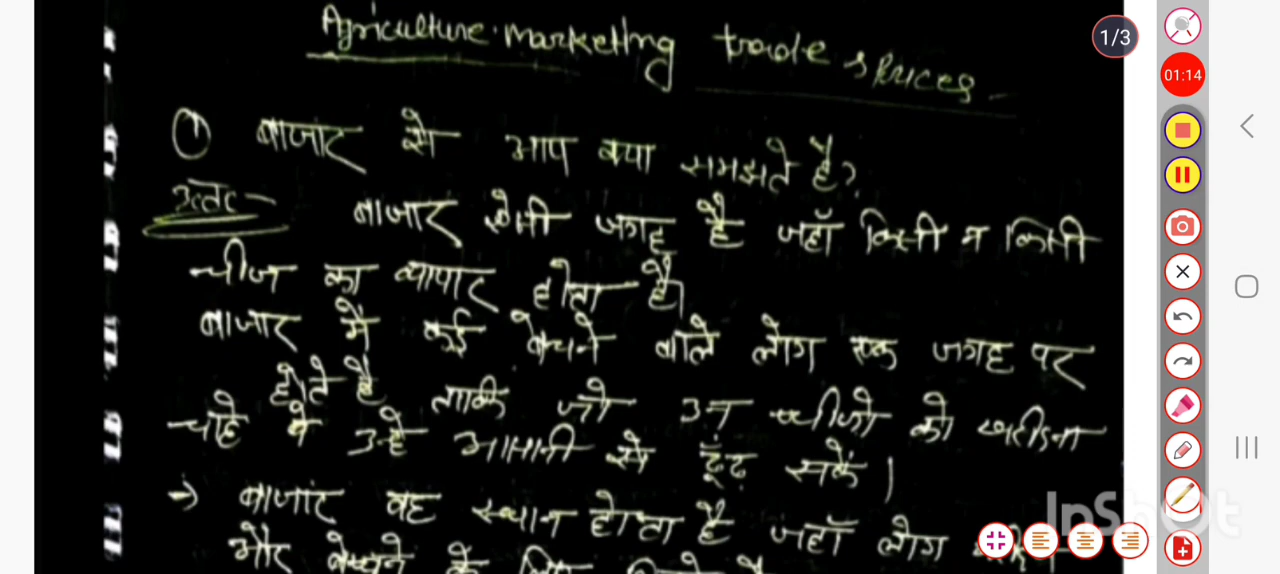 Agriculture marketing trade & prices -
1/3
01:14
① बाजार से आप क्या समझते है?
उत्तर -
बाजार ऐसी जगह है जहाँ किसी न किसी
चीज का व्यापार होता है।
बाजार में कई बेचने वाले लोग एक जगह पर
होते है ताकि जो उन चीजो को खरीदना
चाहे वे उन्हे आसानी से ढूंढ सकें।
→ बाजार वह स्थान होता है जहाँ लोग
और बेचने के लिए
InShot